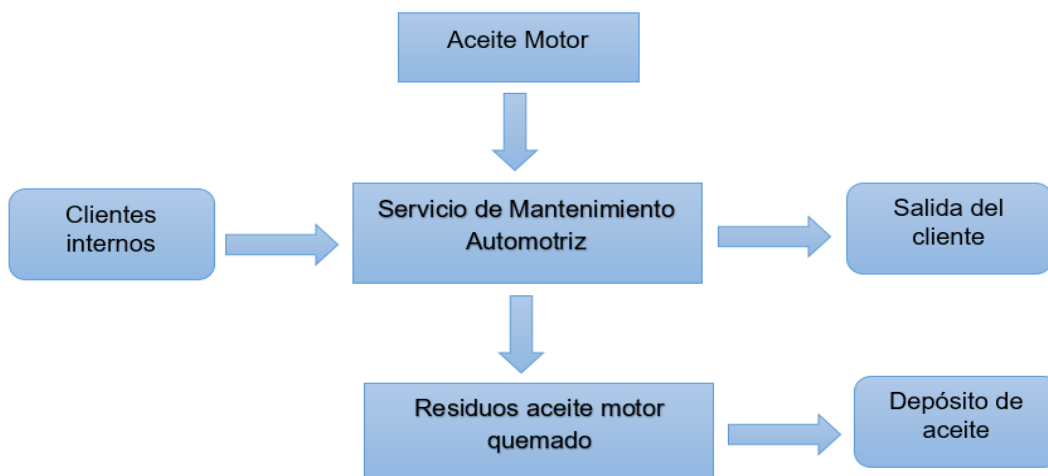 Aceite Motor
Clientes
internos
Servicio de Mantenimiento
Automotriz
Salida del
cliente
Residuos aceite motor
quemado
Depósito de
aceite